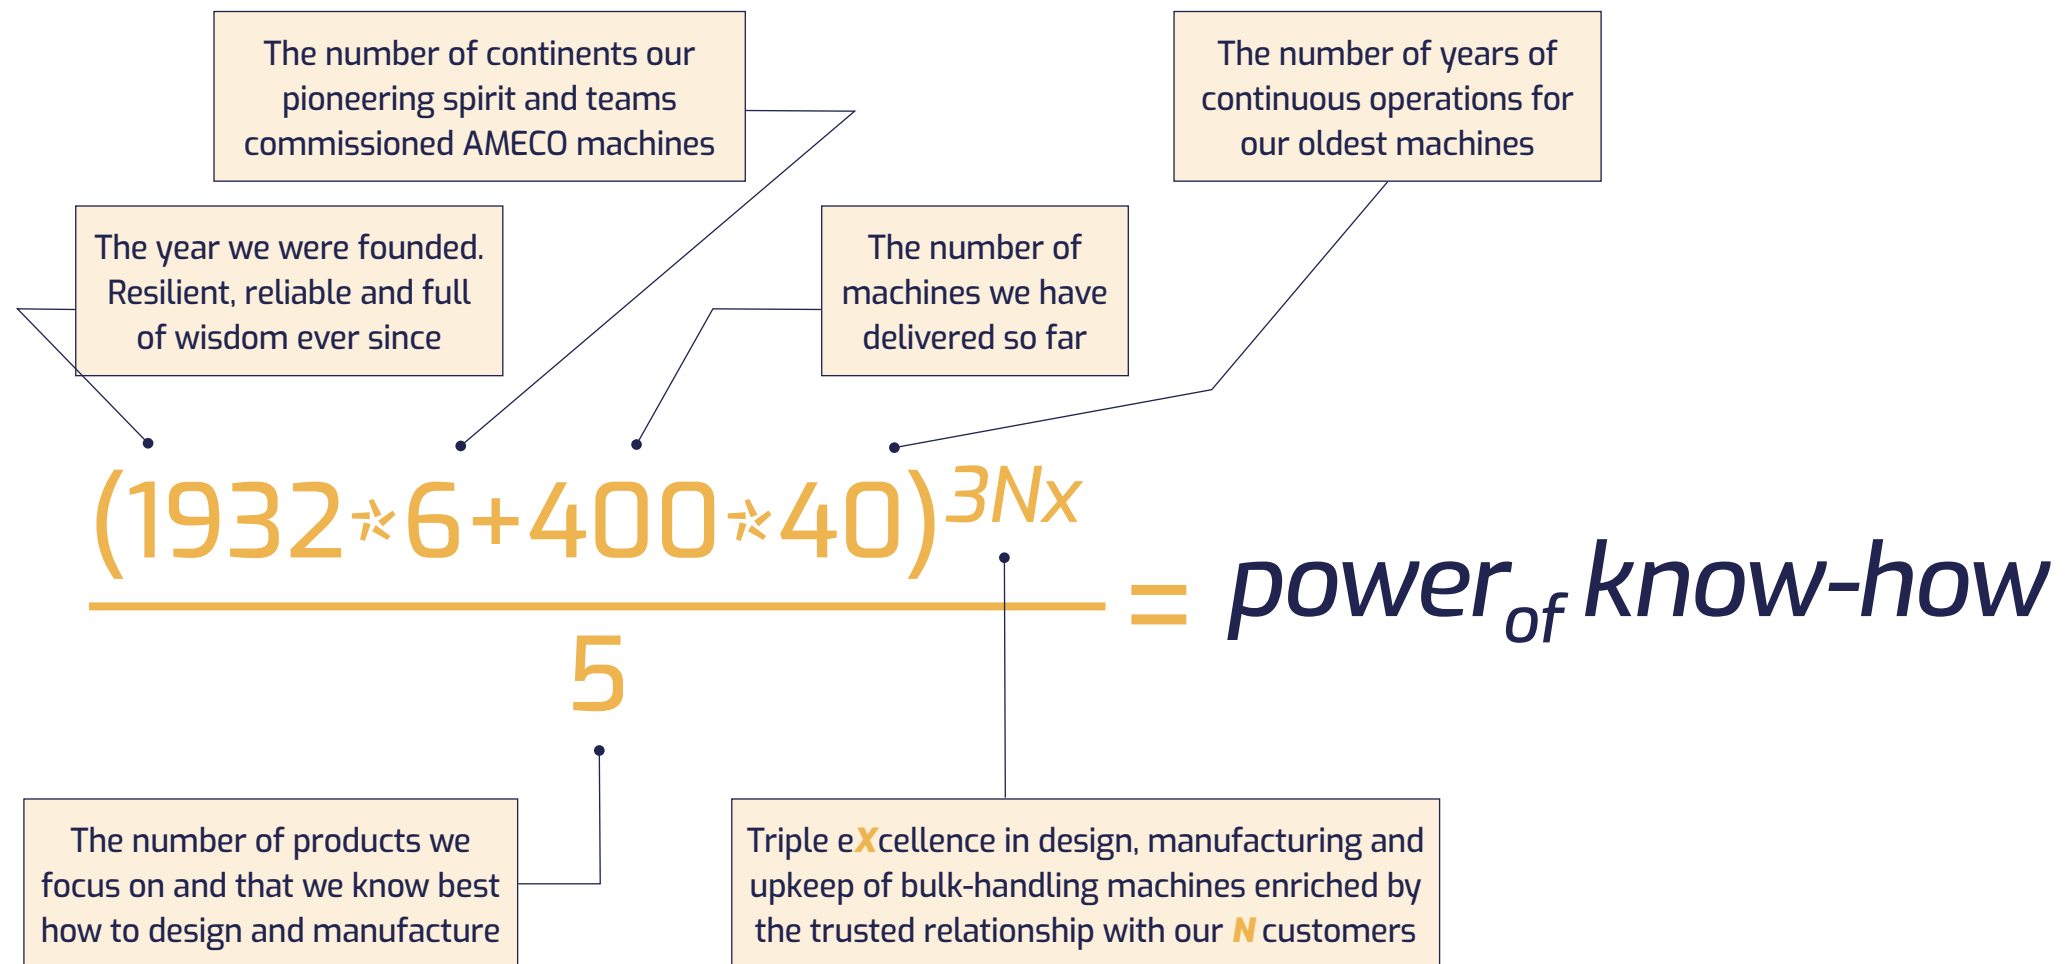 The number of continents our
pioneering spirit and teams
commissioned AMECO machines
The number of years of
continuous operations for
our oldest machines
The year we were founded.
Resilient, reliable and full
of wisdom ever since
The number of
machines we have
delivered so far
(1932*6+400*40)3Nx
5
= power of know-how
The number of products we
focus on and that we know best
how to design and manufacture
Triple eXcellence in design, manufacturing and
upkeep of bulk-handling machines enriched by
the trusted relationship with our N customers